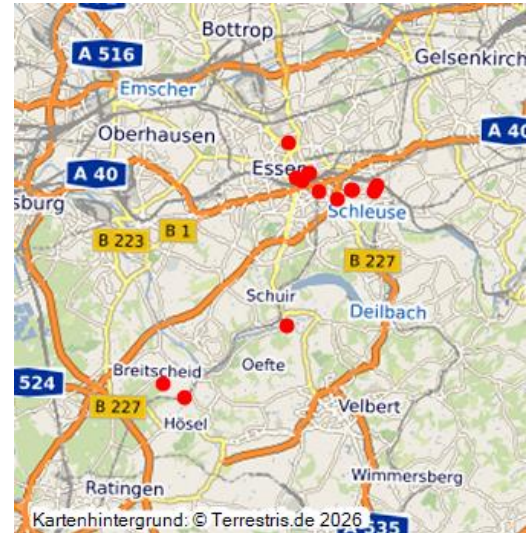 Bottrop
A 516
Gelsenkirch
Emscher
Oberhausen
A 40
Essen
A 40
sburg
Schleuse
B 223
B 1
B 227
Schuir
Deilbach
Breitscheid
Oefte
524
B 227
Velbert
Hösel
Wimmersberg
Ratingen
Kartenhintergrund: © Terrestris.de 2026
A 535